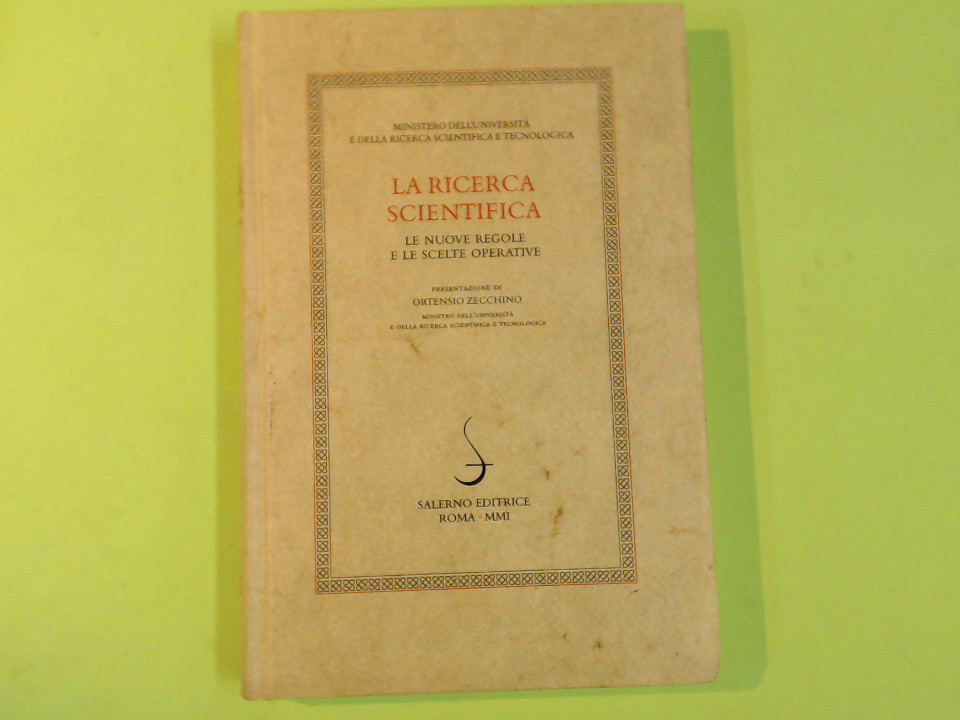 MINISTERO DELL'UNIVERSITÀ
E DELLA RICERCA SCIENTIFICA E TECNOLOGICA
LA RICERCA
SCIENTIFICA
LE NUOVE REGOLE
E LE SCELTE OPERATIVE
PRESENTAZIONE DI
ORTENSIO ZECCHINO
MINISTRO DELL'UNIVERSITÀ
E DELLA RICERCA SCIENTIFICA E TECNOLOGICA
SALERNO EDITRICE
ROMA · MMI